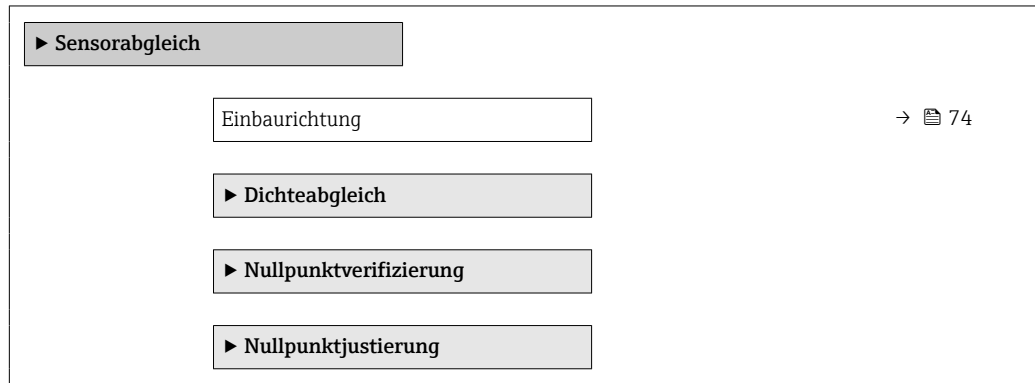 ▶ Sensorabgleich
Einbaurichtung → 74
▶ Dichteabgleich
▶ Nullpunktverifizierung
▶ Nullpunktjustierung